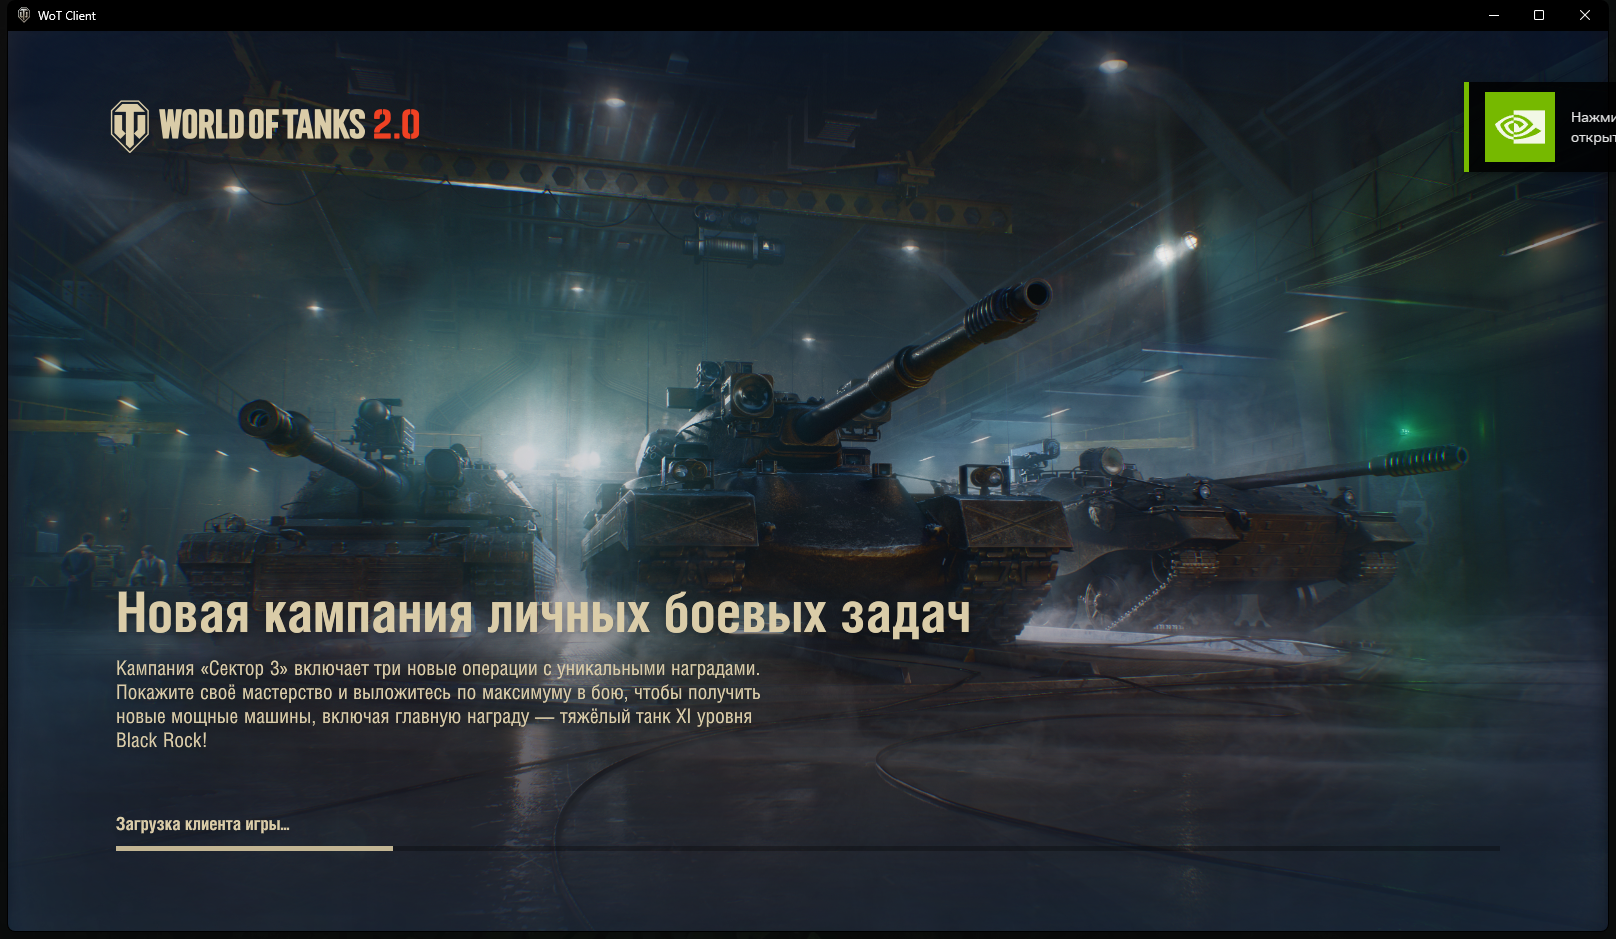 WoT Client
WORLD OF TANKS 2.0
Нажми
открыт
Новая кампания личных боевых задач
Кампания «Сектор 3» включает три новые операции с уникальными наградами.
Покажите своё мастерство и выложитесь по максимуму в бою, чтобы получить
новые мощные машины, включая главную награду — тяжёлый танк XI уровня
Black Rock!
Загрузка клиента игры...